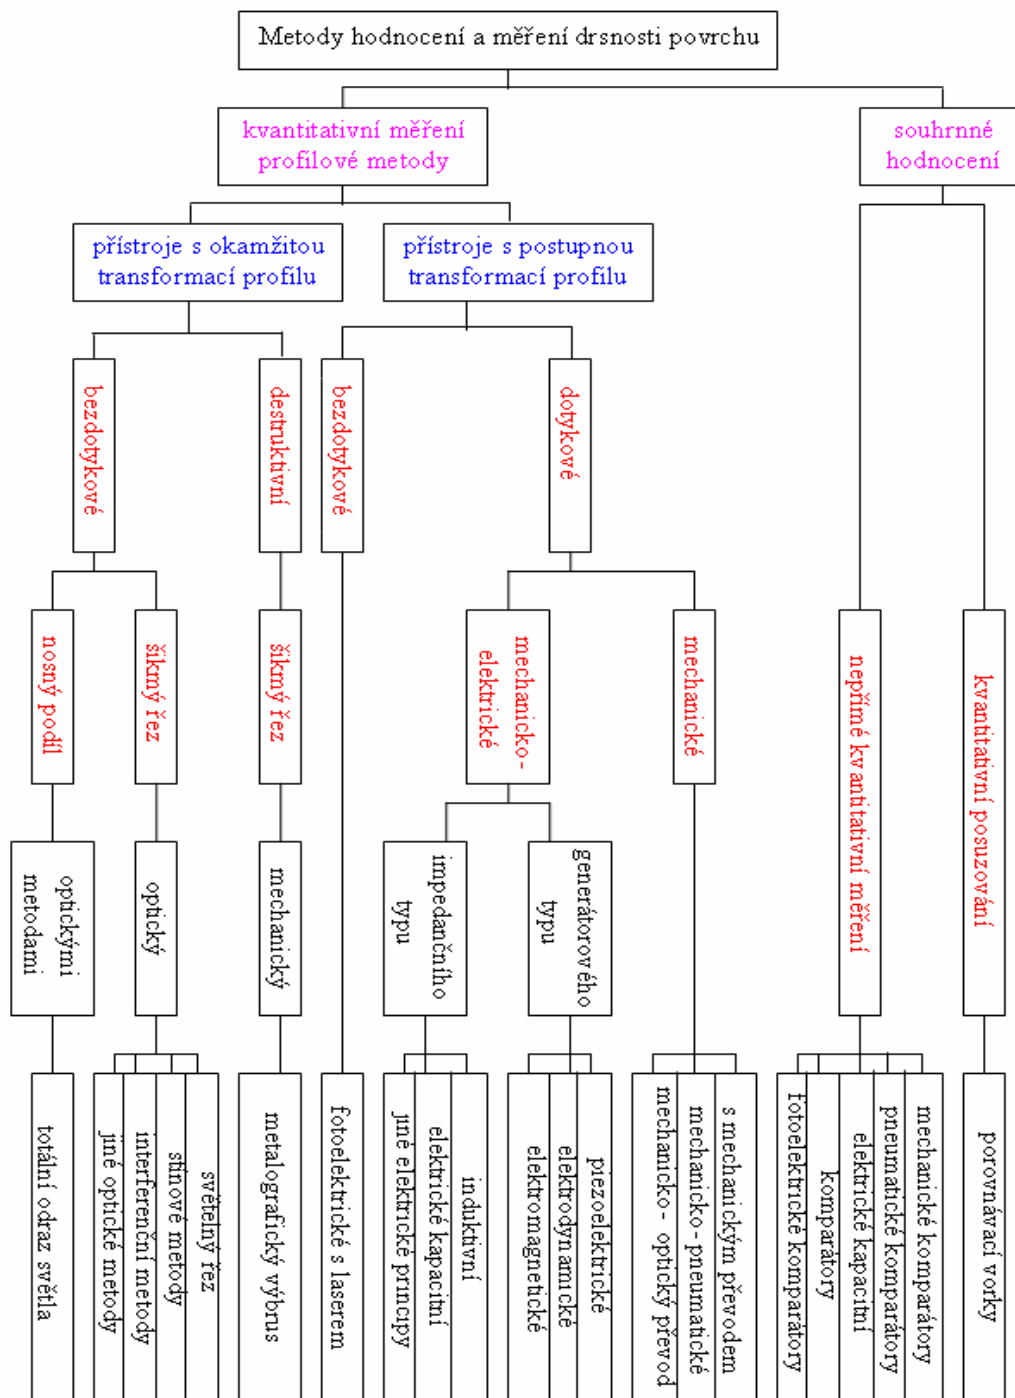 Metody hodnocení a měření drsnosti povrchu
kvantitativní měření
profilové metody
souhrnné
hodnocení
přístroje s okamžitou
transformací profilu
přístroje s postupnou
transformací profilu
bezdotykové
destruktivní
bezdotykové
dotykové
nosný podíl
šikmý řez
šikmý řez
mechanicko-
elektrické
mechanické
nepřímé kvantitativní měření
kvantitativní posuzování
optickými
metodami
optický
mechanický
impedančního
typu
generátorového
typu
totální odraz světla
světelný řez
stínové metody
interferenční metody
jiné optické metody
metalografický výbrus
fotoelektrické s laserem
induktivní
elektrické kapacitní
jiné elektrické principy
piezoelektrické
elektrodynamické
elektromagnetické
s mechanickým převodem
mechanicko - pneumatické
mechanicko - optický převod
mechanické komparátory
pneumatické komparátory
elektrické kapacitní
komparátory
fotoelektrické komparátory
porovnávací vorky